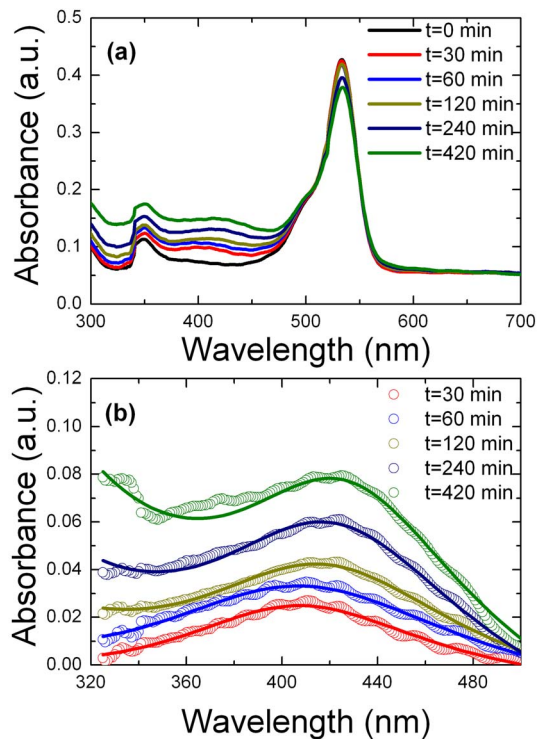 (a)
t=0 min
t=30 min
t=60 min
t=120 min
t=240 min
t=420 min
Absorbance (a.u.)
0.5
0.4
0.3
0.2
0.1
0.0
300 400 500 600 700
Wavelength (nm)
(b)
t=30 min
t=60 min
t=120 min
t=240 min
t=420 min
Absorbance (a.u.)
0.12
0.10
0.08
0.06
0.04
0.02
0.00
320 360 400 440 480
Wavelength (nm)